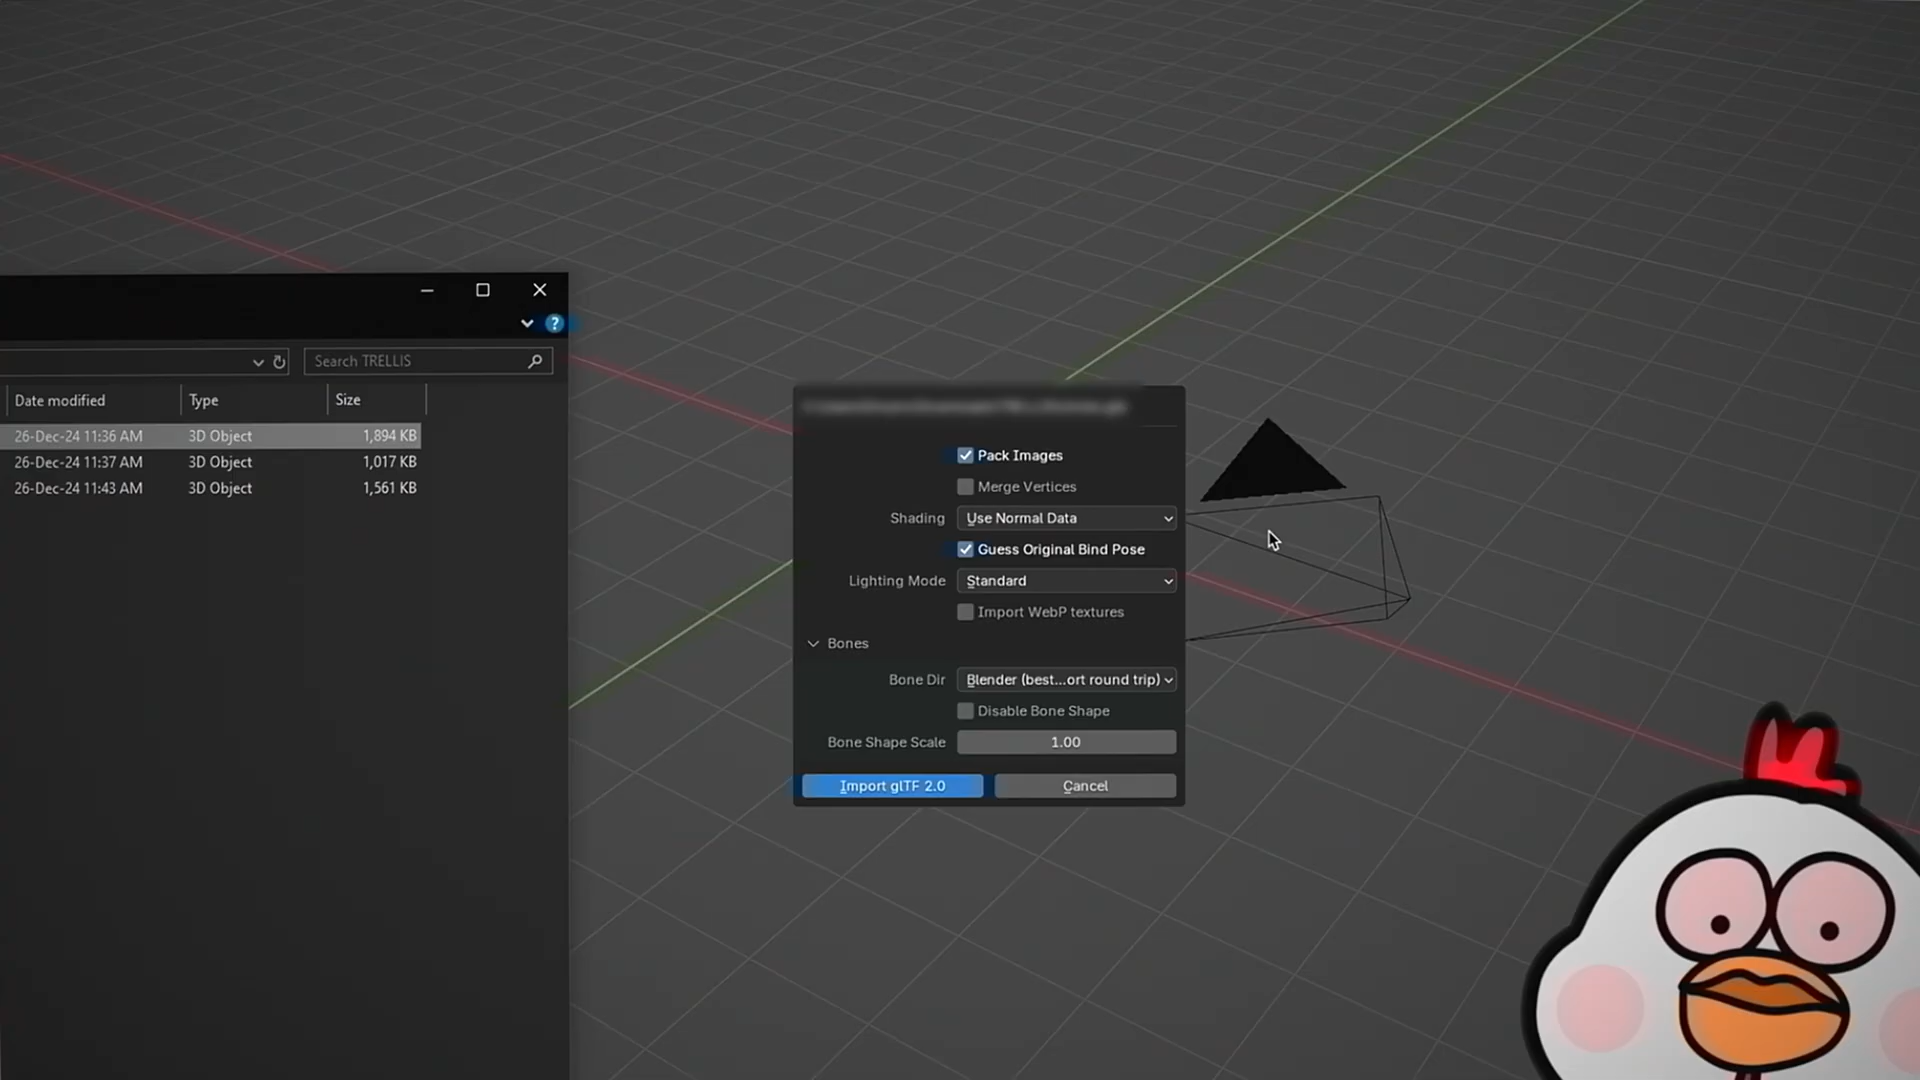 Search TRELLIS
Date modified Type Size
26-Dec-24 11:36 AM 3D Object 1,894 KB
26-Dec-24 11:37 AM 3D Object 1,017 KB
26-Dec-24 11:43 AM 3D Object 1,561 KB
Pack Images
Merge Vertices
Shading Use Normal Data
Guess Original Bind Pose
Lighting Mode Standard
Import WebP textures
Bones
Bone Dir Blender (best...ort round trip)
Disable Bone Shape
Bone Shape Scale 1.00
Import glTF 2.0 Cancel